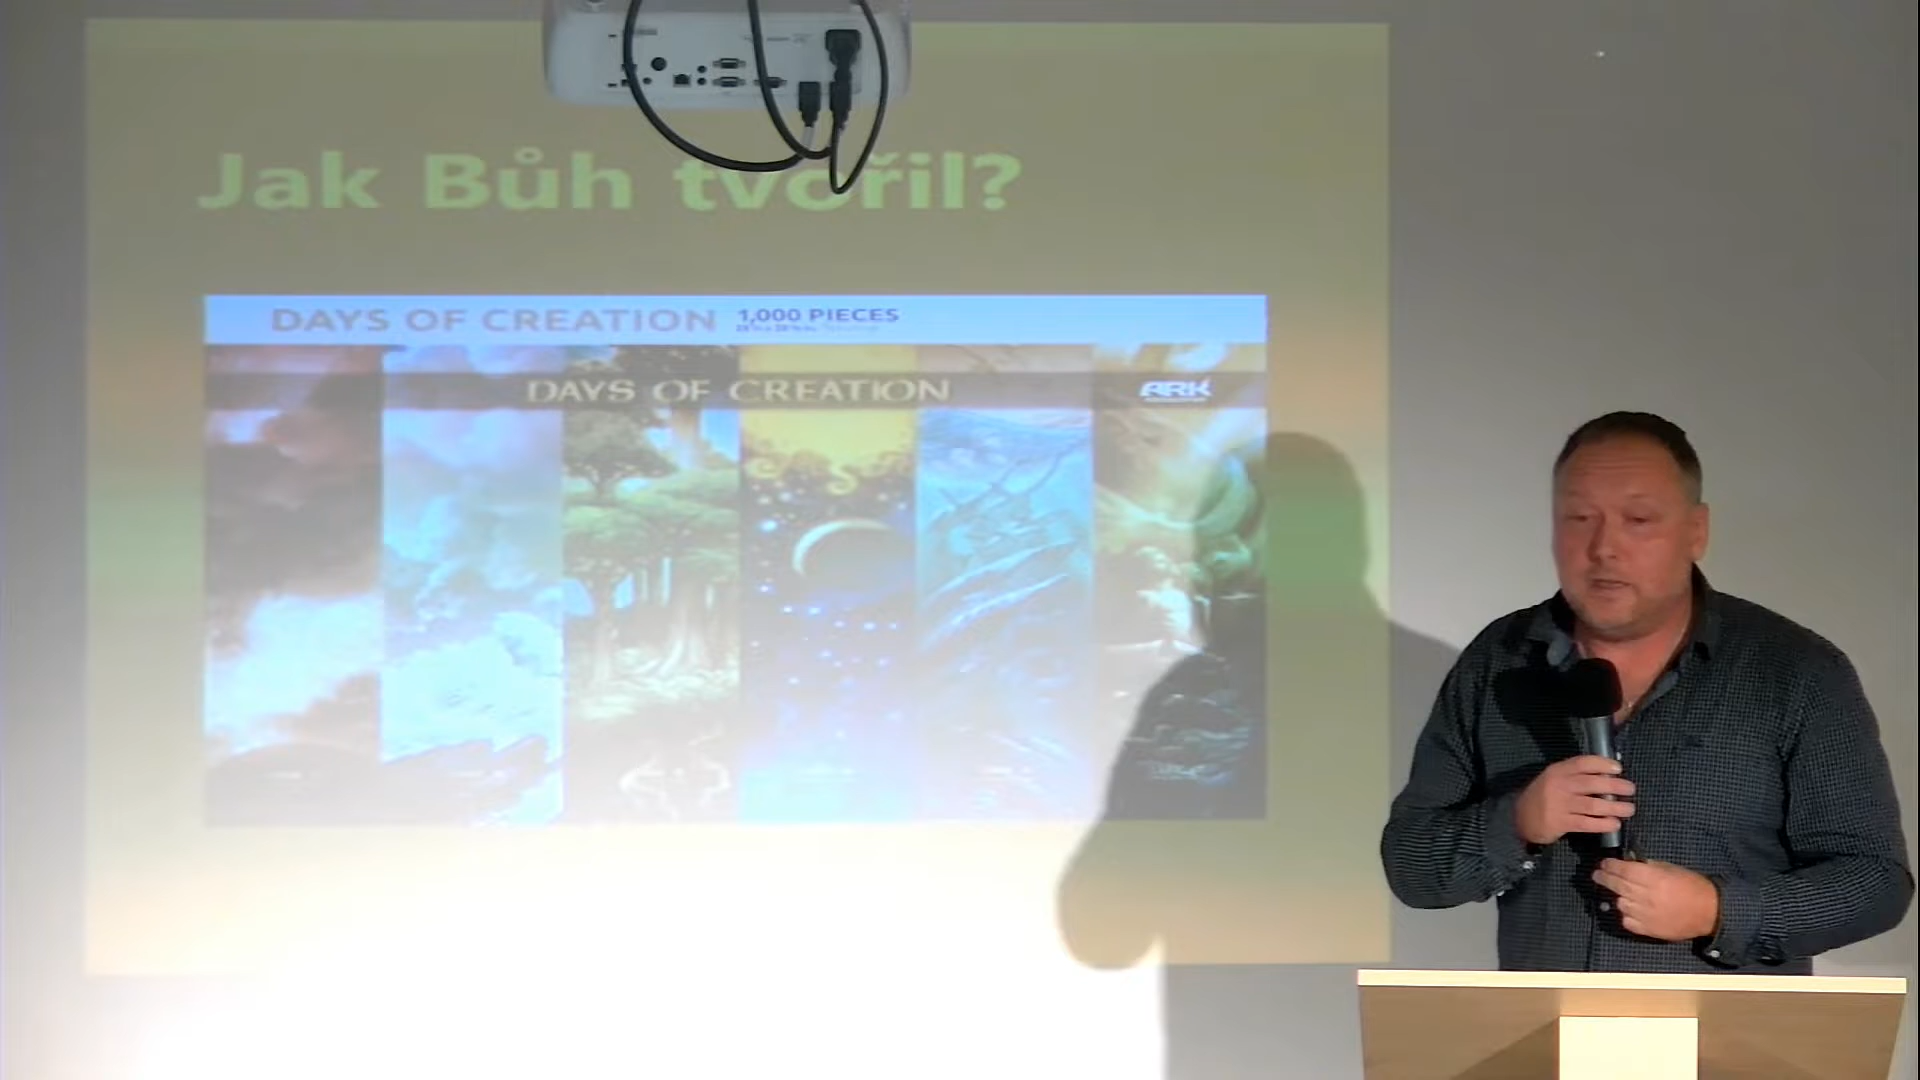 Jak Bůh tvořil?
DAYS OF CREATION 1,000 PIECES
DAYS OF CREATION
ARK